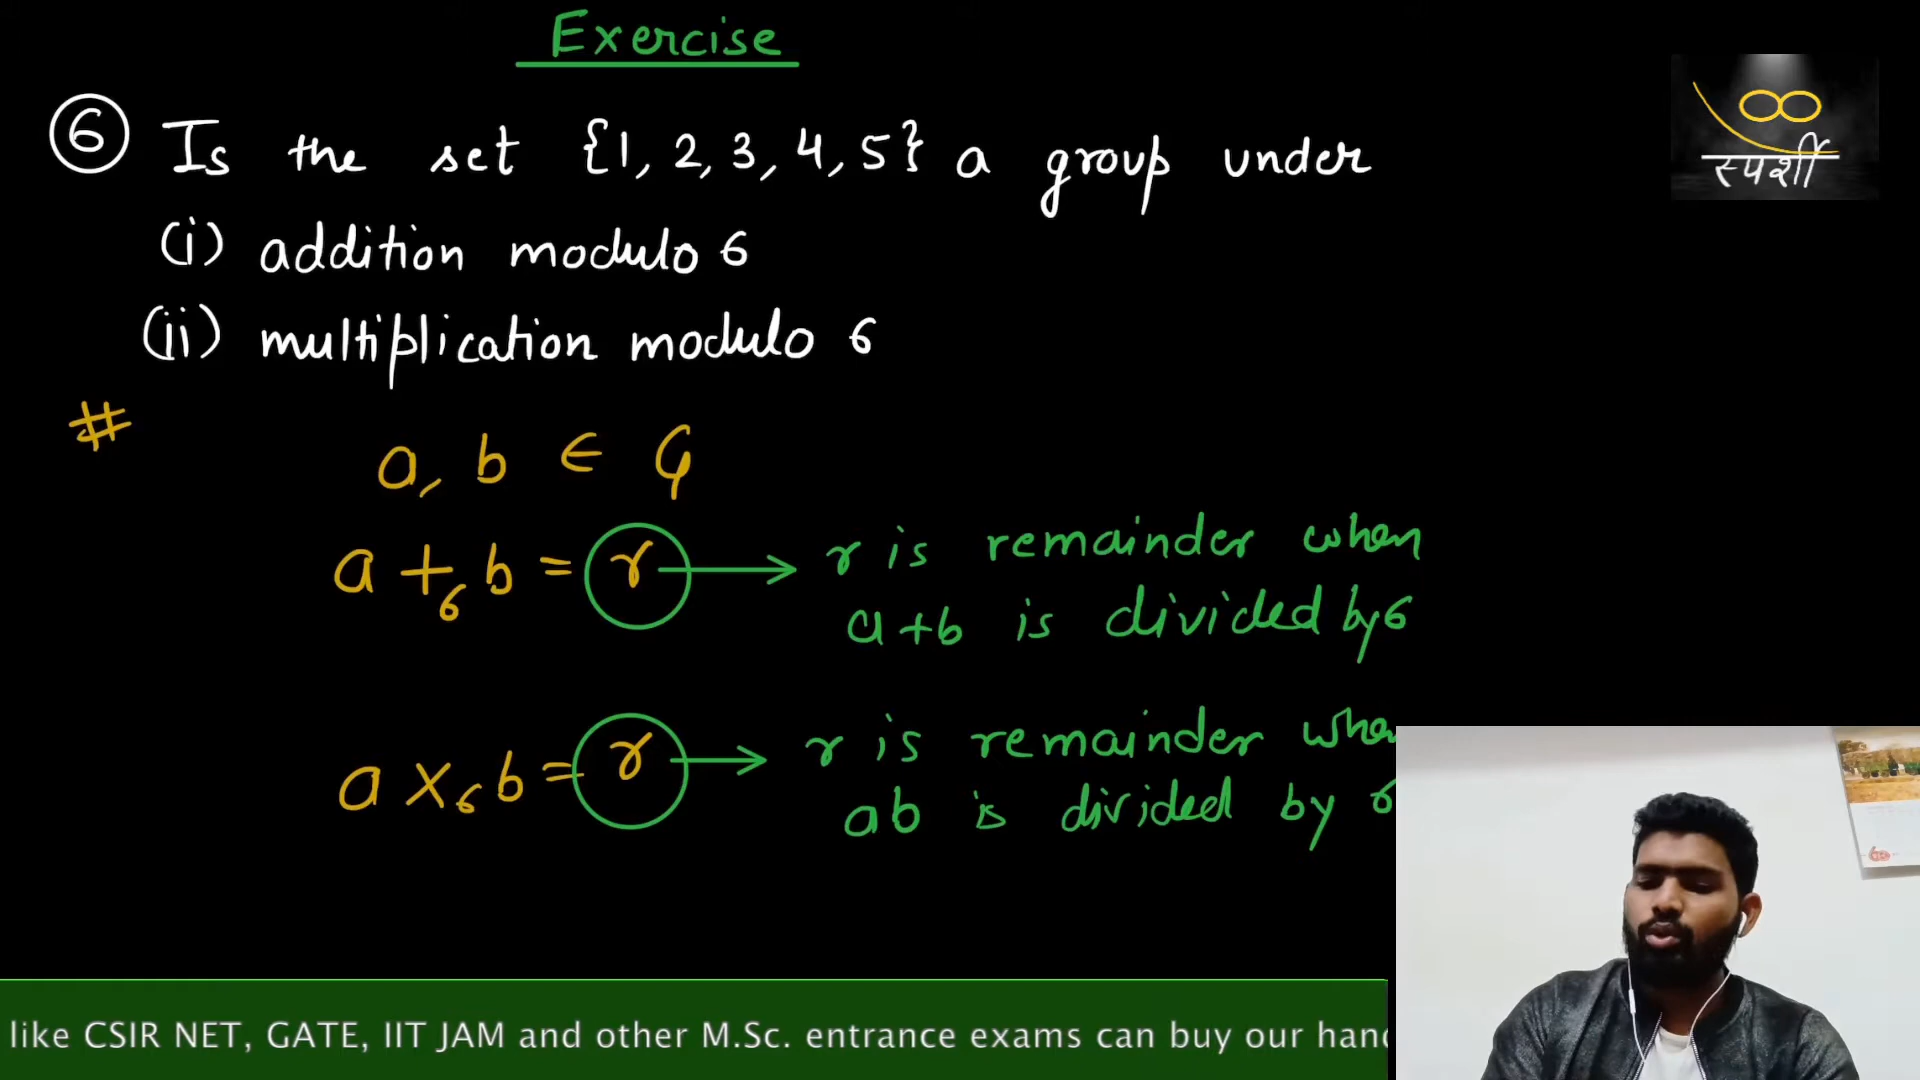 Exercise
6 Is the set {1, 2, 3, 4, 5} a group under
स्पर्शी
(i) addition modulo 6
(ii) multiplication modulo 6
#
a, b ∈ G
a +₆ b = r → r is remainder when
a+b is divided by 6
a ×₆ b = r → r is remainder when
ab is divided by 6
like CSIR NET, GATE, IIT JAM and other M.Sc. entrance exams can buy our hand